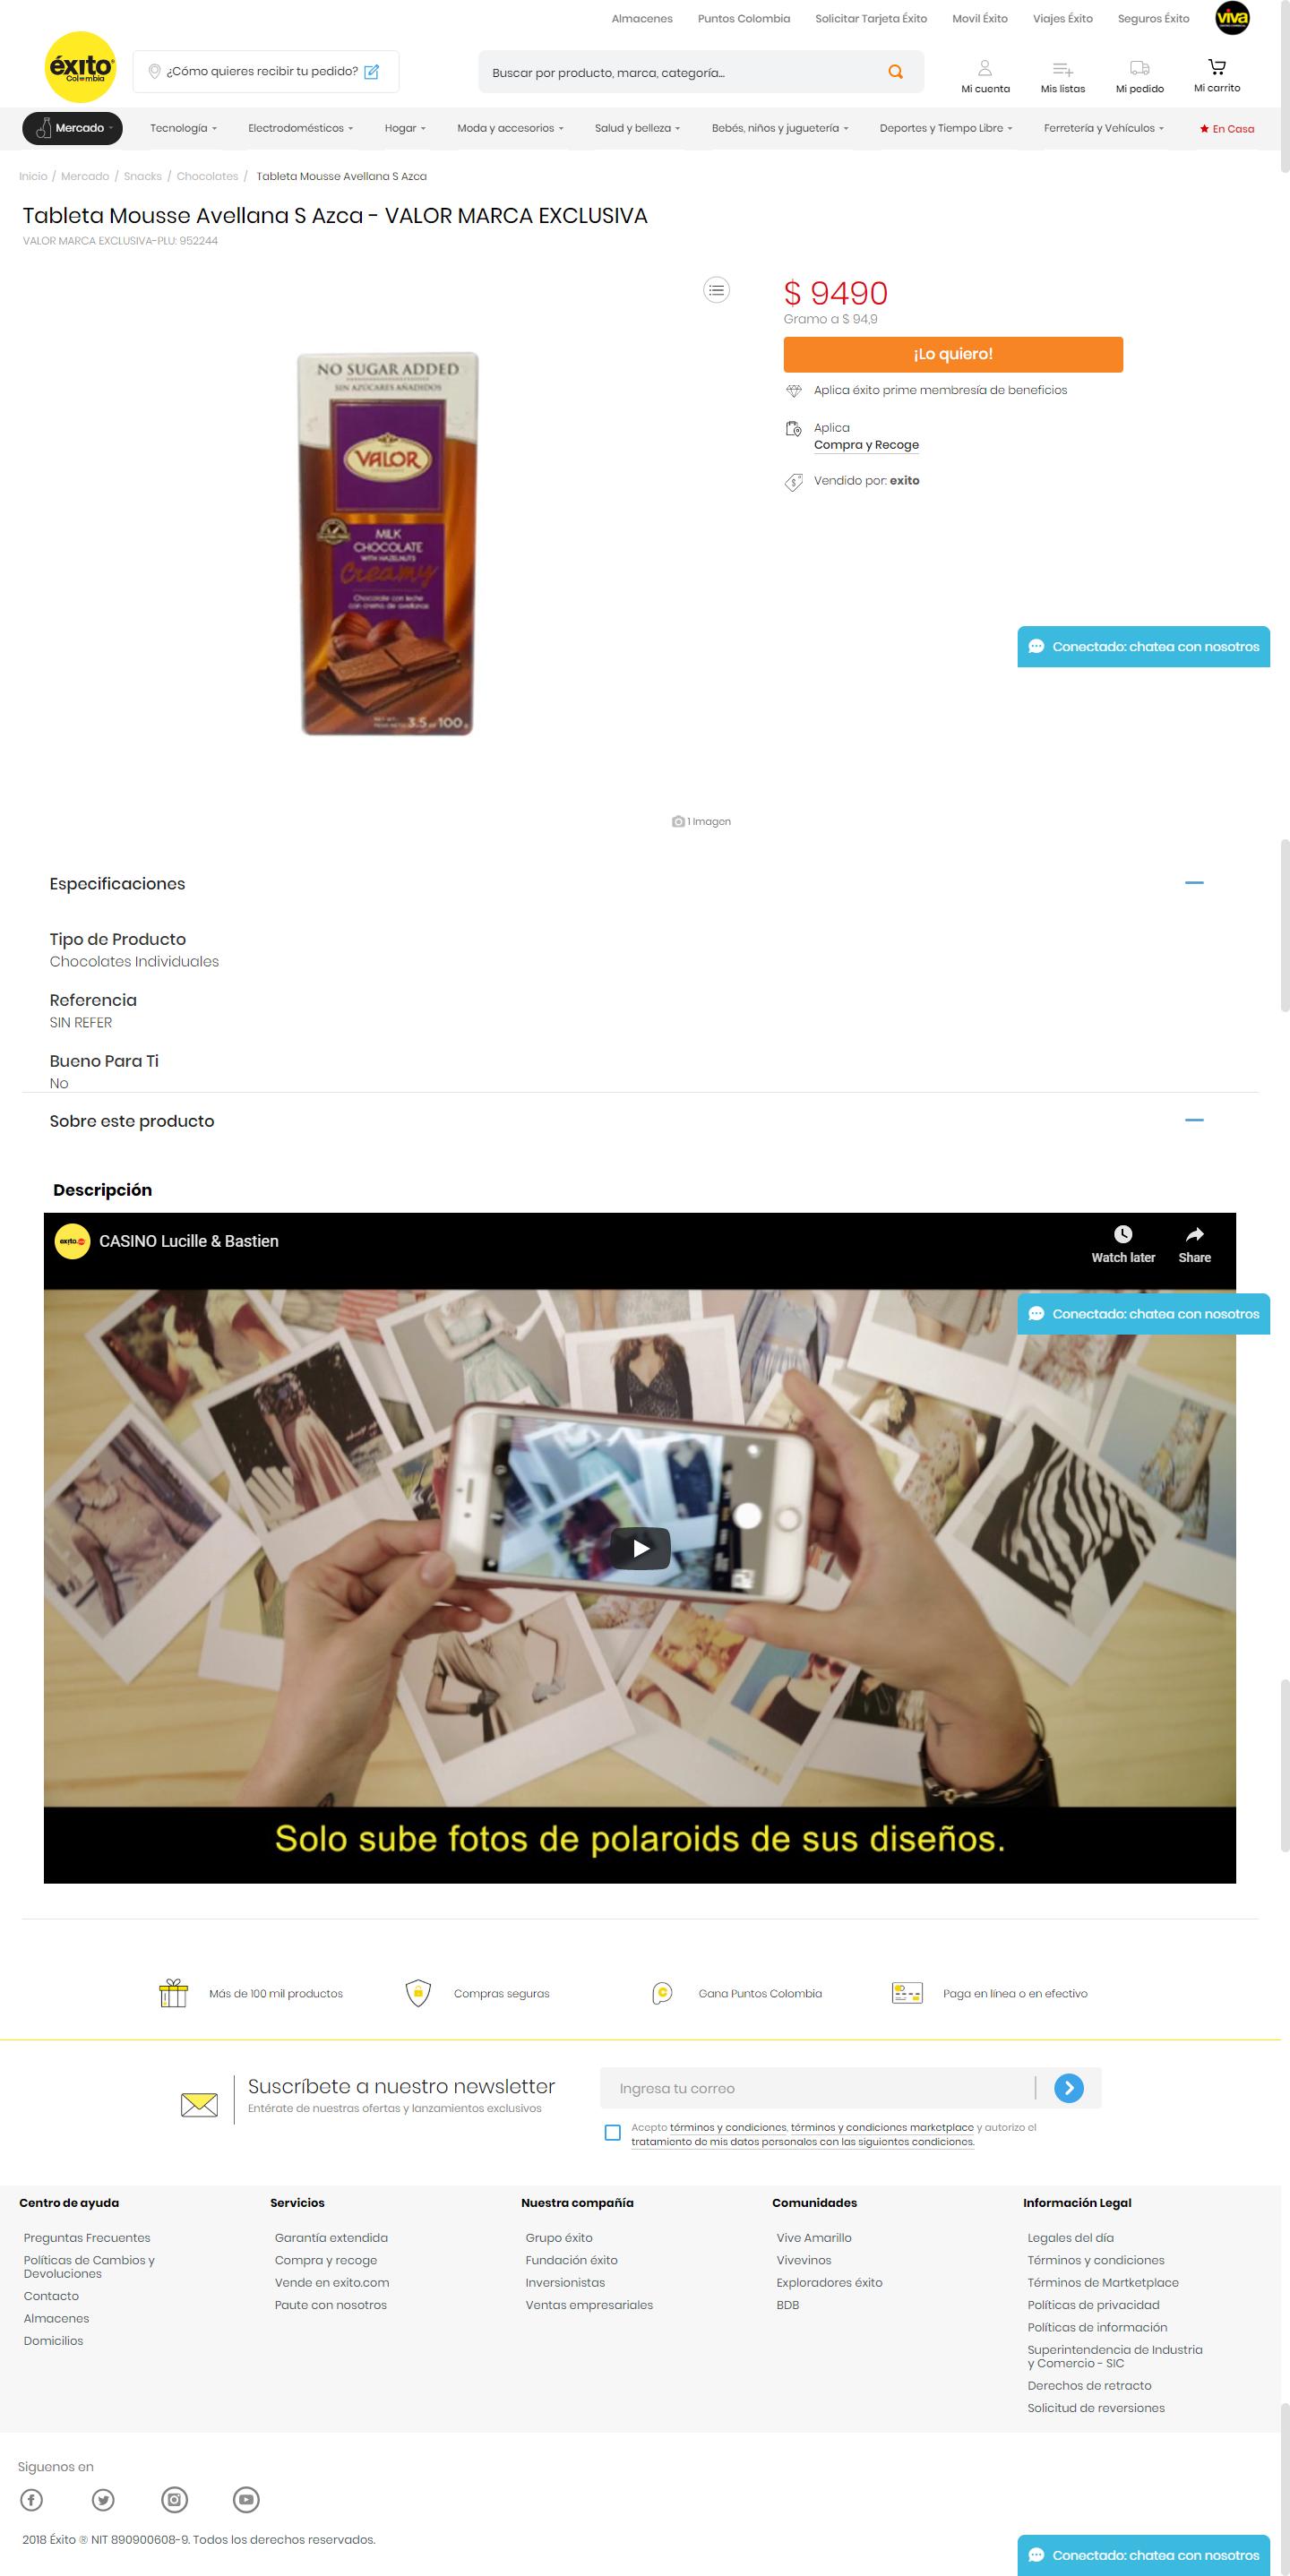 Almacenes Puntos Colombia Solicitar Tarjeta Éxito Movil Éxito Viajes Éxito Seguros Éxito viva
éxito
Colombia
¿Cómo quieres recibir tu pedido?
Buscar por producto, marca, categoría...
Mi cuenta Mis listas Mi pedido Mi carrito
Mercado Tecnología Electrodomésticos Hogar Moda y accesorios Salud y belleza Bebés, niños y juguetería Deportes y Tiempo Libre Ferretería y Vehículos En Casa
Inicio / Mercado / Snacks / Chocolates / Tableta Mousse Avellana S Azca
Tableta Mousse Avellana S Azca - VALOR MARCA EXCLUSIVA
VALOR MARCA EXCLUSIVA-PLU: 952244
$ 9490
Gramo a $ 94,9
¡Lo quiero!
Aplica éxito prime membresía de beneficios
Aplica
Compra y Recoge
Vendido por: exito
NO SUGAR ADDED
SIN AZÚCARES AÑADIDOS
VALOR
MILK
CHOCOLATE
WITH HAZELNUTS
Creamy
Chocolate con leche
con crema de avellanas
3.5 100g
Conectado: chatea con nosotros
1 Imagen
Especificaciones
Tipo de Producto
Chocolates Individuales
Referencia
SIN REFER
Bueno Para Ti
No
Sobre este producto
Descripción
exito.com CASINO Lucille & Bastien
Watch later Share
Conectado: chatea con nosotros
Solo sube fotos de polaroids de sus diseños.
Más de 100 mil productos Compras seguras Gana Puntos Colombia Paga en línea o en efectivo
Suscríbete a nuestro newsletter
Entérate de nuestras ofertas y lanzamientos exclusivos
Ingresa tu correo
Acepto términos y condiciones, términos y condiciones marketplace y autorizo el
tratamiento de mis datos personales con las siguientes condiciones.
Centro de ayuda
Preguntas Frecuentes
Políticas de Cambios y
Devoluciones
Contacto
Almacenes
Domicilios
Servicios
Garantía extendida
Compra y recoge
Vende en exito.com
Paute con nosotros
Nuestra compañía
Grupo éxito
Fundación éxito
Inversionistas
Ventas empresariales
Comunidades
Vive Amarillo
Vivevinos
Exploradores éxito
BDB
Información Legal
Legales del día
Términos y condiciones
Términos de Martketplace
Políticas de privacidad
Políticas de información
Superintendencia de Industria
y Comercio - SIC
Derechos de retracto
Solicitud de reversiones
Siguenos en
2018 Éxito ® NIT 890900608-9. Todos los derechos reservados.
Conectado: chatea con nosotros